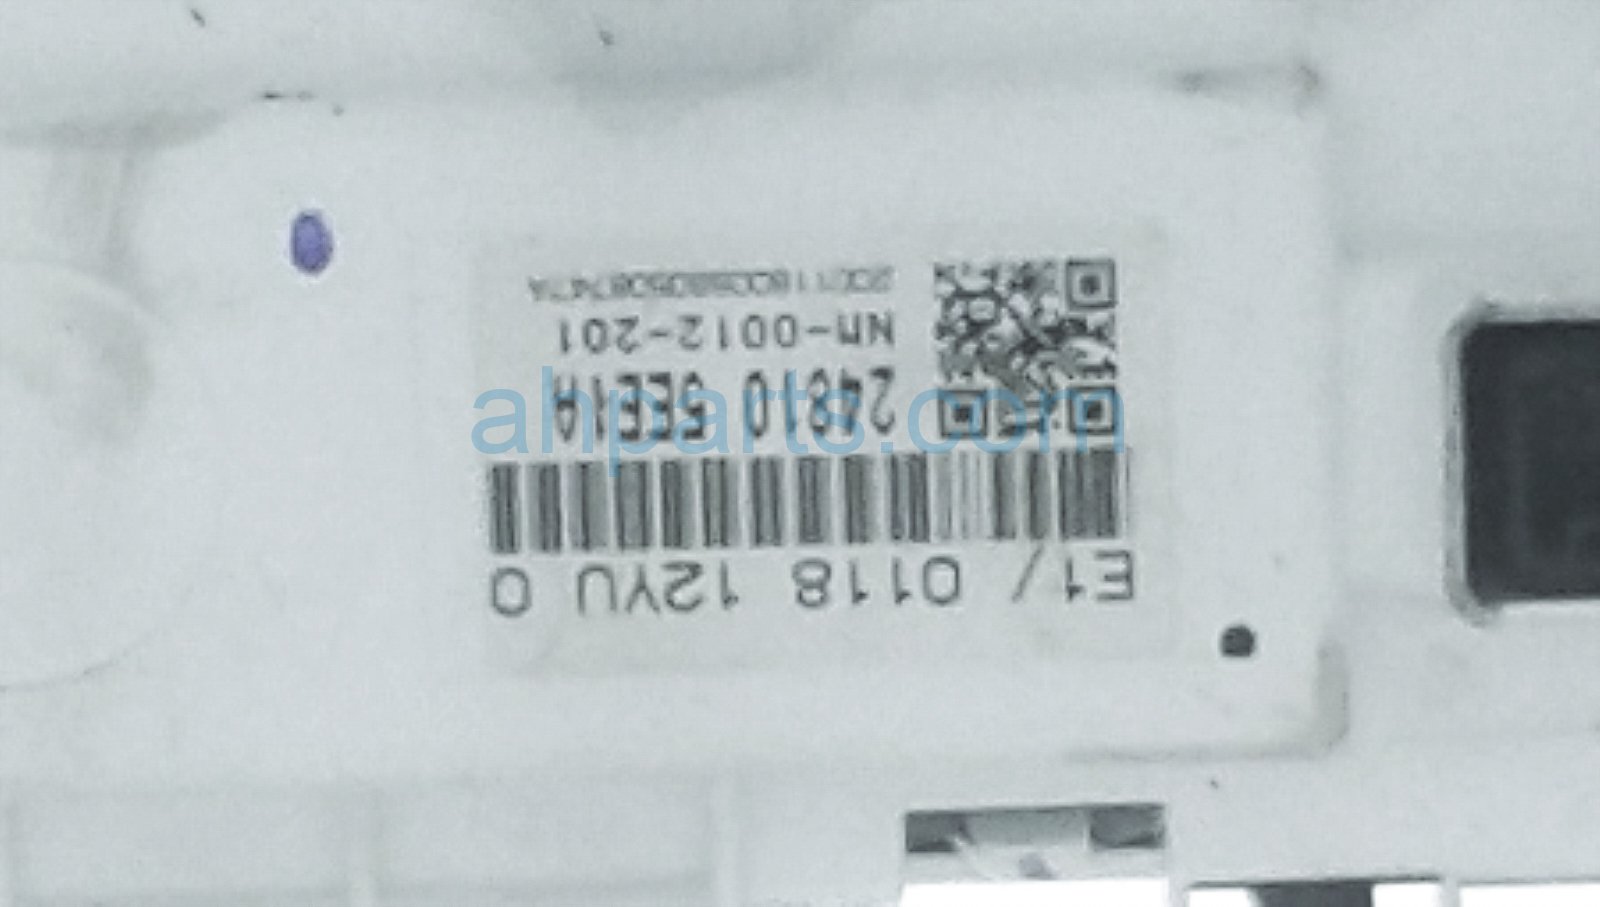 E1/ 0118 12YU 0
24810 5EE1A
NM-0012-201
ahparts.com